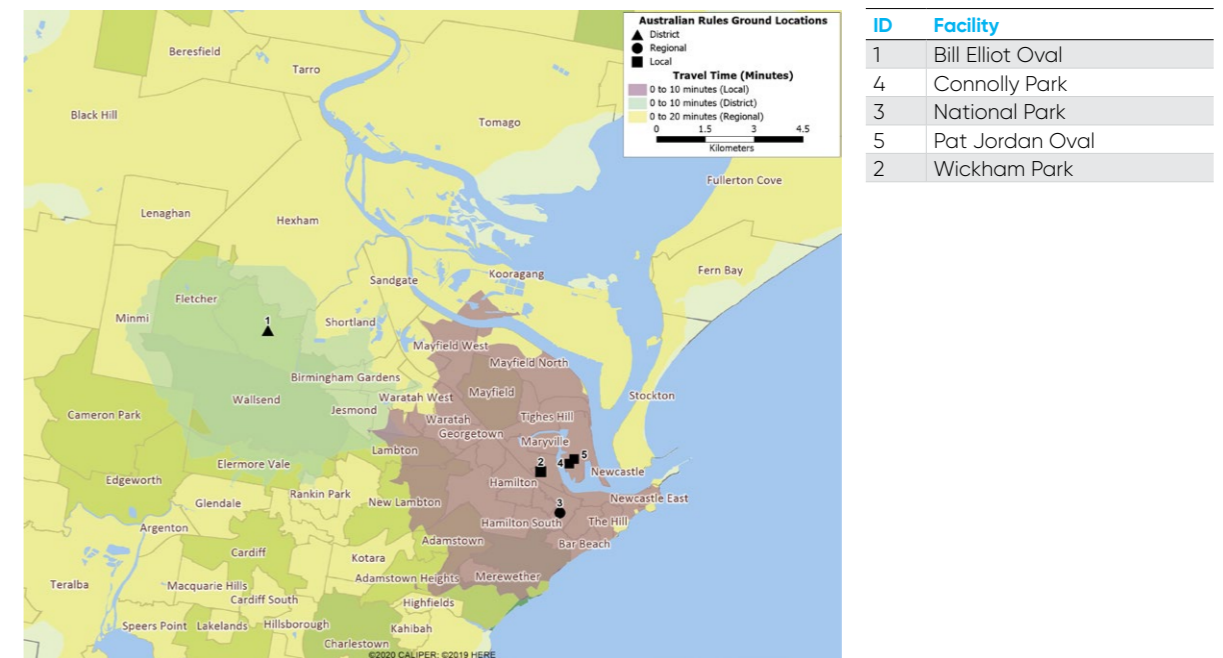 Australian Rules Ground Locations
District
Regional
Local
Travel Time (Minutes)
0 to 10 minutes (Local)
0 to 10 minutes (District)
0 to 20 minutes (Regional)
0 1.5 3 4.5
Kilometers
Beresfield
Tarro
Black Hill
Tomago
Fullerton Cove
Lenaghan
Hexham
Fern Bay
Sandgate
Kooragang
Fletcher
Minmi
1
Shortland
Mayfield West
Mayfield North
Birmingham Gardens
Mayfield
Wallsend
Waratah West
Stockton
Jesmond
Cameron Park
Waratah
Tighes Hill
Georgetown
Maryville
Lambton
2
4
5
Elermore Vale
Newcastle
Edgeworth
Hamilton
Rankin Park
Glendale
New Lambton
3
Newcastle East
Argenton
Hamilton South
The Hill
Cardiff
Adamstown
Bar Beach
Kotara
Teralba
Macquarie Hills
Adamstown Heights
Merewether
Cardiff South
Highfields
Speers Point
Lakelands
Hillsborough
Kahibah
Charlestown
©2020 CALIPER; ©2019 HERE
ID Facility
1 Bill Elliot Oval
4 Connolly Park
3 National Park
5 Pat Jordan Oval
2 Wickham Park